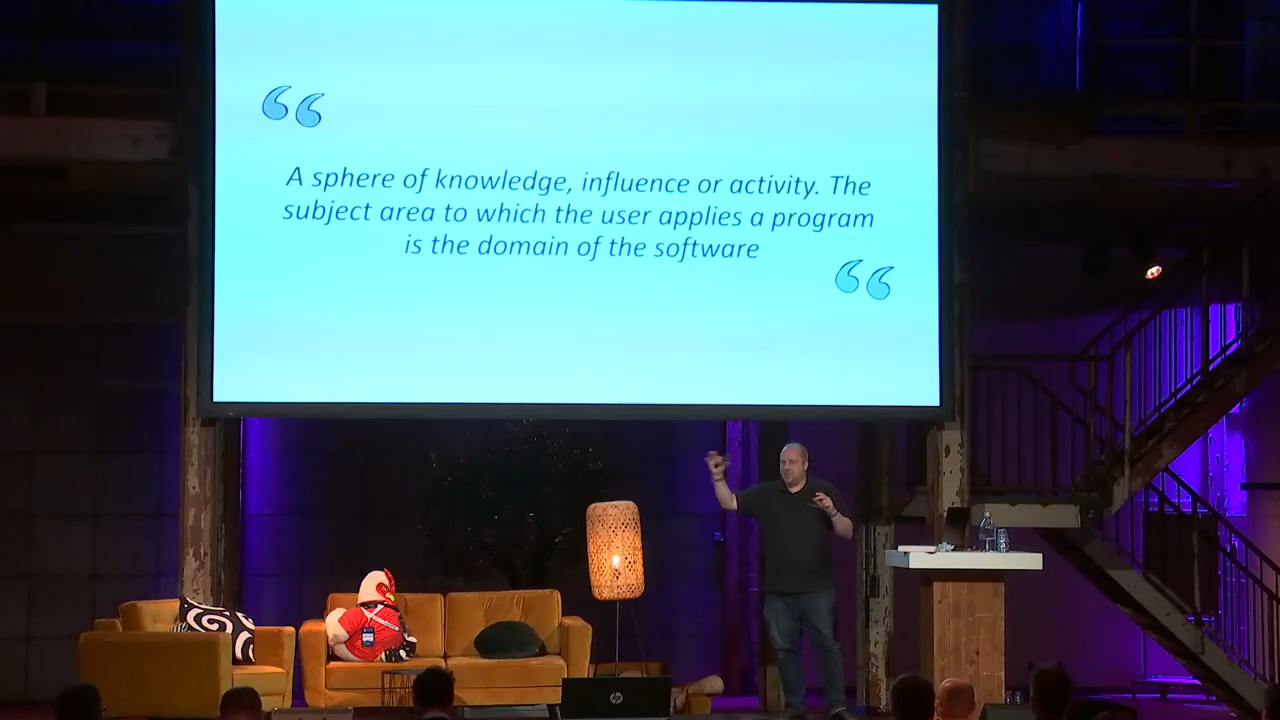 “
A sphere of knowledge, influence or activity. The
subject area to which the user applies a program
is the domain of the software
“
hp